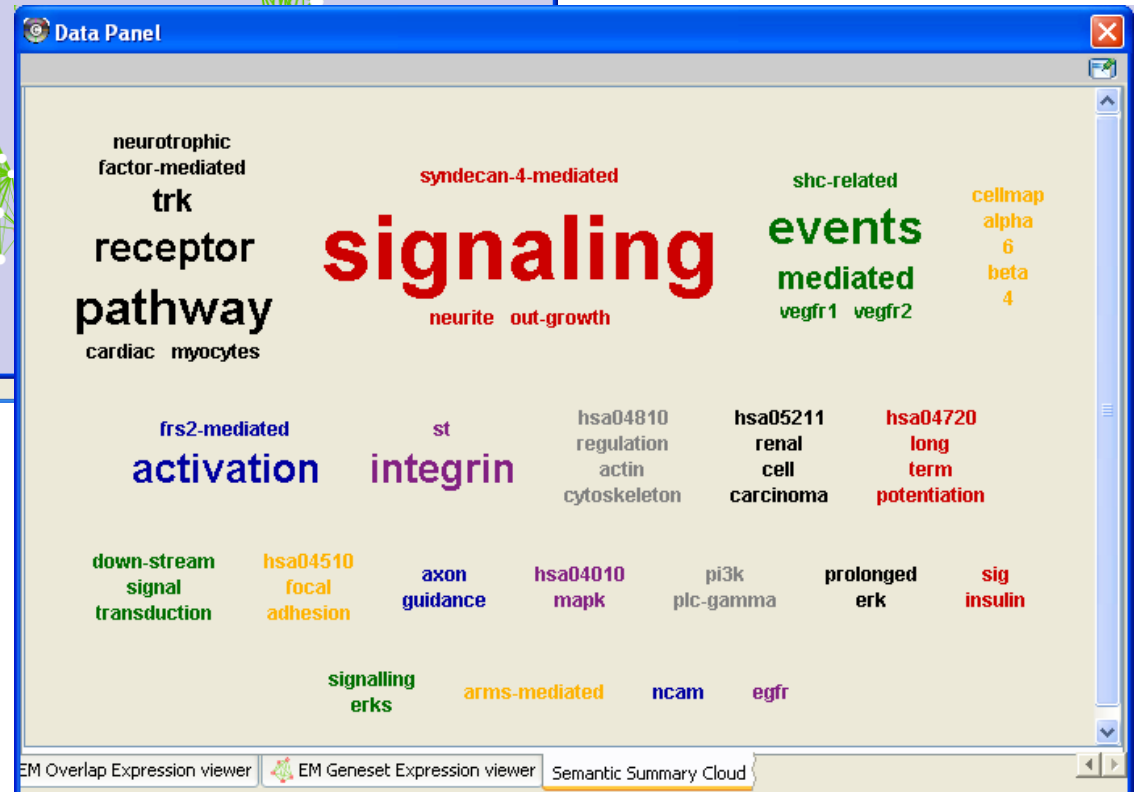 Data Panel
neurotrophic
factor-mediated
trk
receptor
pathway
cardiac myocytes
syndecan-4-mediated
signaling
neurite out-growth
shc-related
events
mediated
vegfr1 vegfr2
cellmap
alpha
6
beta
4
frs2-mediated
activation
st
integrin
hsa04810
regulation
actin
cytoskeleton
hsa05211
renal
cell
carcinoma
hsa04720
long
term
potentiation
down-stream
signal
transduction
hsa04510
focal
adhesion
axon
guidance
hsa04010
mapk
pi3k
plc-gamma
prolonged
erk
sig
insulin
signalling
erks
arms-mediated
ncam
egfr
EM Overlap Expression viewer
EM Geneset Expression viewer
Semantic Summary Cloud